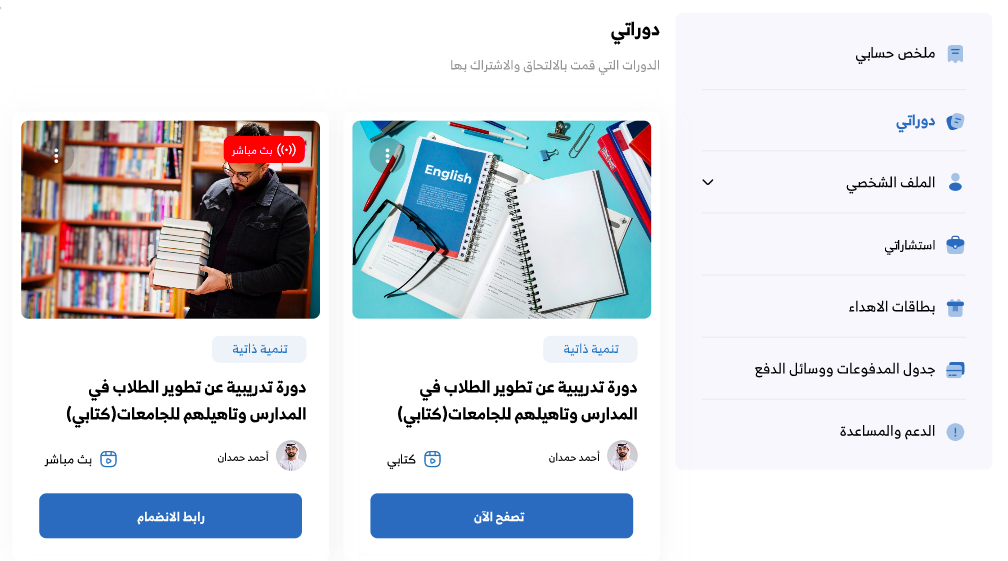 ملخص حسابي
دوراتي
الملف الشخصي
استشاراتي
بطاقات الاهداء
جدول المدفوعات ووسائل الدفع
الدعم والمساعدة
دوراتي
الدورات التي قمت بالالتحاق والاشتراك بها
English
تنمية ذاتية
دورة تدريبية عن تطوير الطلاب في
المدارس وتاهيلهم للجامعات(كتابي)
أحمد حمدان
كتابي
تصفح الآن
بث مباشر
تنمية ذاتية
دورة تدريبية عن تطوير الطلاب في
المدارس وتاهيلهم للجامعات(كتابي)
أحمد حمدان
بث مباشر
رابط الانضمام